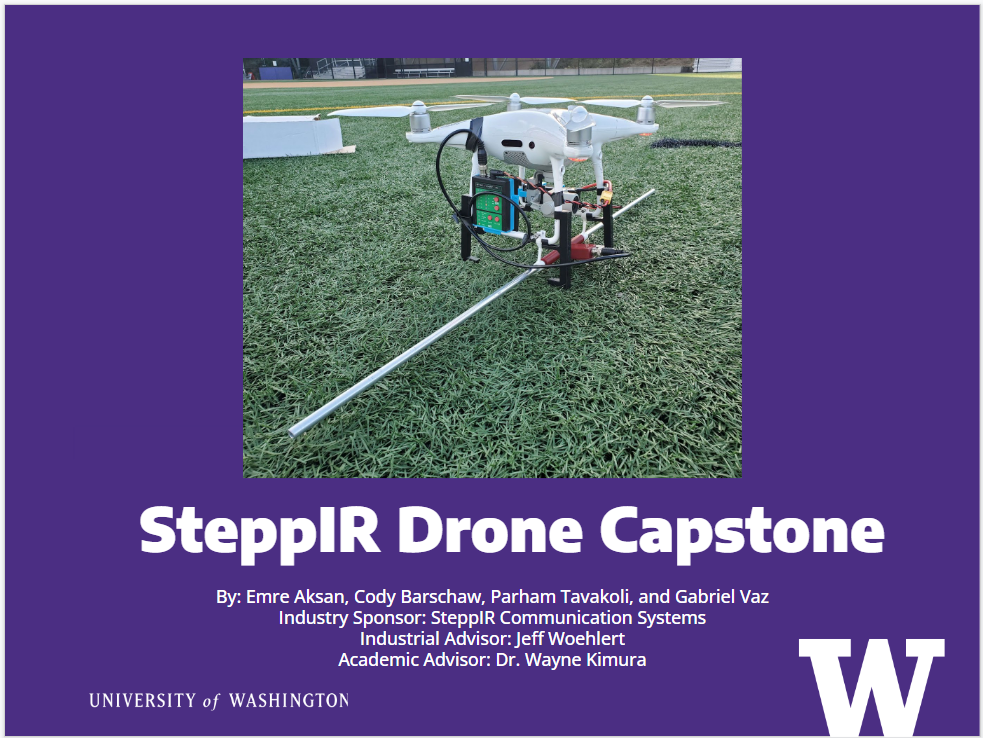 SteppIR Drone Capstone
By: Emre Aksan, Cody Barschaw, Parham Tavakoli, and Gabriel Vaz
Industry Sponsor: SteppIR Communication Systems
Industrial Advisor: Jeff Woehlert
Academic Advisor: Dr. Wayne Kimura
UNIVERSITY of WASHINGTON
W